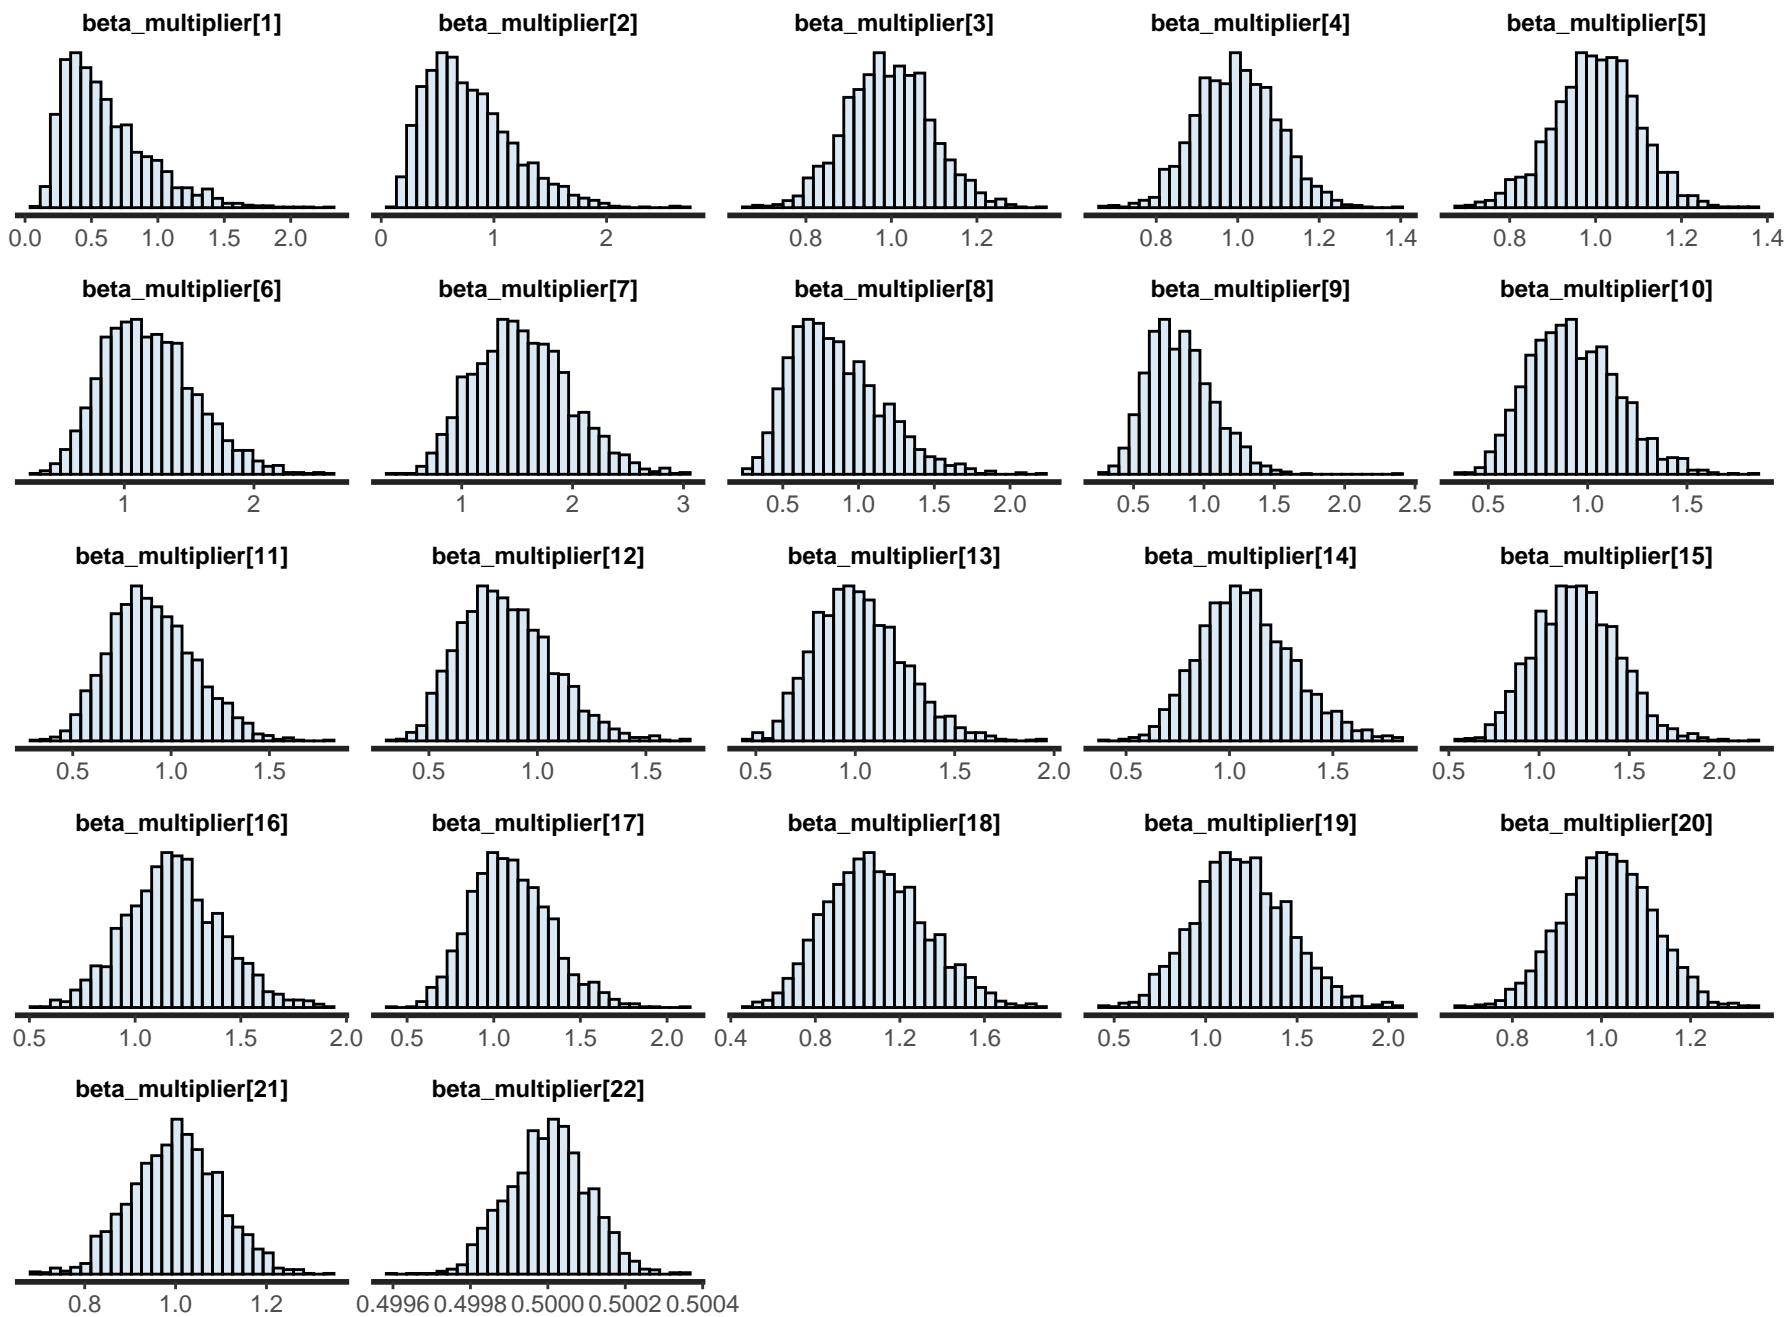 beta_multiplier[1] beta_multiplier[2] beta_multiplier[3] beta_multiplier[4] beta_multiplier[5]
0.0 0.5 1.0 1.5 2.0 0 1 2 0.8 1.0 1.2 0.8 1.0 1.2 1.4 0.8 1.0 1.2 1.4
beta_multiplier[6] beta_multiplier[7] beta_multiplier[8] beta_multiplier[9] beta_multiplier[10]
1 2 1 2 3 0.5 1.0 1.5 2.0 0.5 1.0 1.5 2.0 2.5 0.5 1.0 1.5
beta_multiplier[11] beta_multiplier[12] beta_multiplier[13] beta_multiplier[14] beta_multiplier[15]
0.5 1.0 1.5 0.5 1.0 1.5 0.5 1.0 1.5 2.0 0.5 1.0 1.5 0.5 1.0 1.5 2.0
beta_multiplier[16] beta_multiplier[17] beta_multiplier[18] beta_multiplier[19] beta_multiplier[20]
0.5 1.0 1.5 2.0 0.5 1.0 1.5 2.0 0.4 0.8 1.2 1.6 0.5 1.0 1.5 2.0 0.8 1.0 1.2
beta_multiplier[21] beta_multiplier[22]
0.8 1.0 1.2 0.4996 0.4998 0.5000 0.5002 0.5004